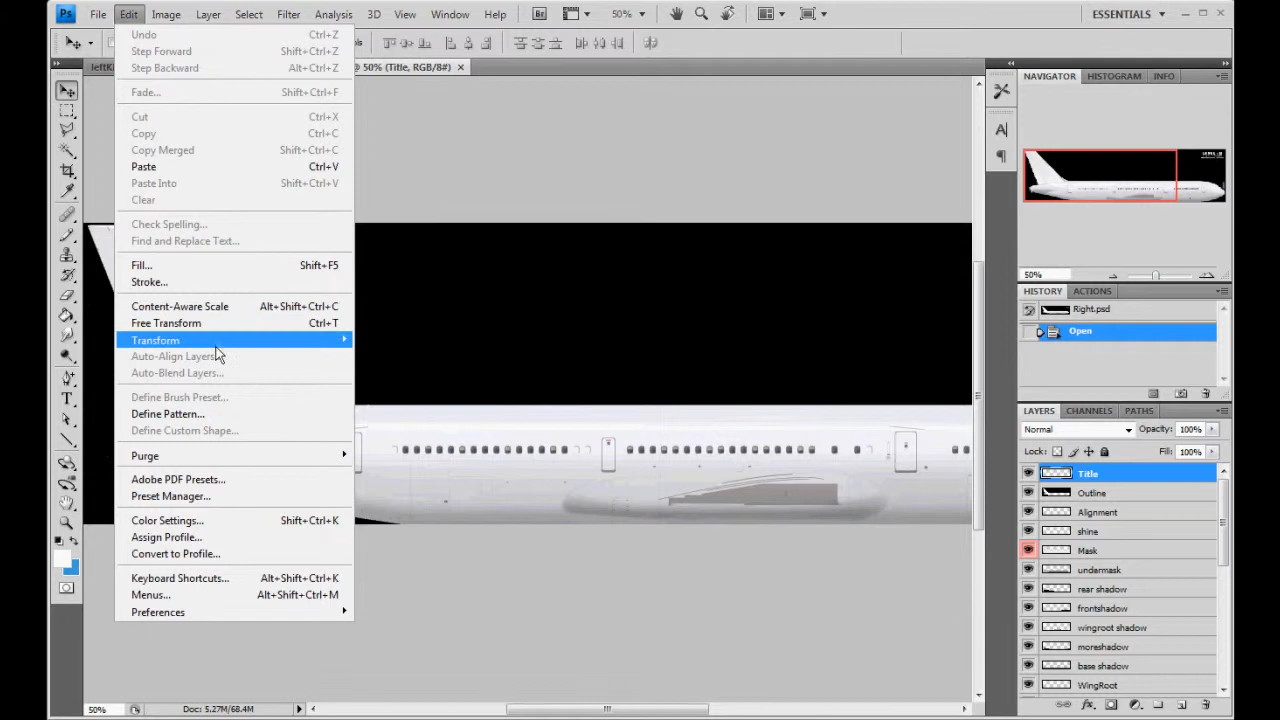 Ps File Edit Image Layer Select Filter Analysis 3D View Window Help Br 50% ESSENTIALS
@ 50% (Title, RGB/8#) ×
Undo Ctrl+Z
Step Forward Shift+Z
Step Backward Alt+Z
Fade... Shift+F
Cut Ctrl+X
Copy Ctrl+C
Copy Merged Shift+C
Paste Ctrl+V
Paste Into Shift+V
Clear
Check Spelling...
Find and Replace Text...
Fill... Shift+F5
Stroke...
Content-Aware Scale Alt+Shift+Ctrl+C
Free Transform Ctrl+T
Transform
Auto-Align Layers
Auto-Blend Layers...
Define Brush Preset...
Define Pattern...
Define Custom Shape...
Purge
Adobe PDF Presets...
Preset Manager...
Color Settings... Shift+K
Assign Profile...
Convert to Profile...
Keyboard Shortcuts... Alt+Shift+Ctrl+K
Menus... Alt+Shift+Ctrl+M
Preferences
50% Doc: 5.27M/68.4M
NAVIGATOR HISTOGRAM INFO
50%
HISTORY ACTIONS
Right.psd
Open
LAYERS CHANNELS PATHS
Normal Opacity: 100%
Lock: Fill: 100%
Title
Outline
Alignment
shine
Mask
undermask
rear shadow
frontshadow
wingroot shadow
moreshadow
base shadow
WingRoot